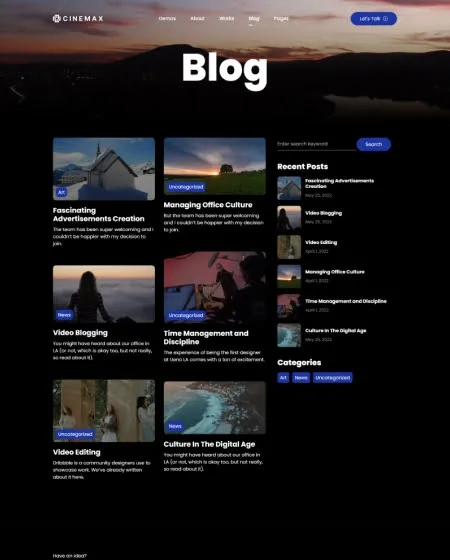 CINEMAX
Demos
About
Works
Blog
Pages
Let's Talk
Blog
Art
Fascinating
Advertisements Creation
The team has been super welcoming and I
couldn't be happier with my decision to
join.
Uncategorized
Managing Office Culture
But the team has been super welcoming
couldn't be happier with my decision
to join.
News
Video Blogging
You might have heard about our office in
LA (or not, which is okay too, but not really,
so read about it).
Uncategorized
Time Management and
Discipline
The experience of being the first designer
at Ueno LA comes with a ton of excitement.
Uncategorized
Video Editing
Dribbble is a community designers use to
showcase work. We've already written
about it here.
News
Culture In The Digital Age
You might have heard about our office in
LA (or not, which is okay too, but not really,
so read about it).
Enter search keyword
Search
Recent Posts
Fascinating Advertisements
Creation
May 25, 2022
Video Blogging
May 25, 2022
Video Editing
April 1, 2022
Managing Office Culture
April 1, 2022
Time Management and Discipline
April 1, 2022
Culture In The Digital Age
May 25, 2022
Categories
Art
News
Uncategorized
Have an idea?